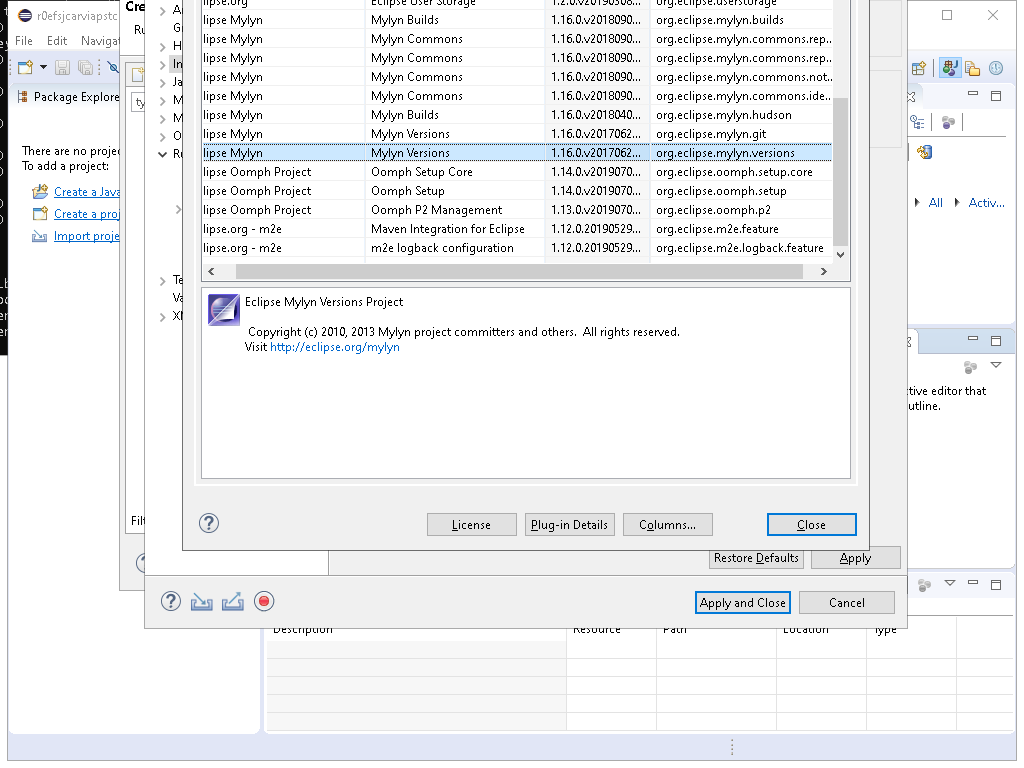 r0efsjcarviapstc
File Edit Navigat
Package Explore
There are no proje
To add a project:
Create a Java
Create a proj
Import proje
Cre
Ru
ty
Filt
A
G
H
In
Ja
M
M
O
Ru
Te
Va
XM
lipse.org Eclipse User Storage 1.2.0.v2019030... org.eclipse.userstorage
lipse Mylyn Mylyn Builds 1.16.0.v2018090... org.eclipse.mylyn.builds
lipse Mylyn Mylyn Commons 1.16.0.v2018090... org.eclipse.mylyn.commons.rep...
lipse Mylyn Mylyn Commons 1.16.0.v2018090... org.eclipse.mylyn.commons.rep...
lipse Mylyn Mylyn Commons 1.16.0.v2018090... org.eclipse.mylyn.commons.not...
lipse Mylyn Mylyn Commons 1.16.0.v2018090... org.eclipse.mylyn.commons.ide...
lipse Mylyn Mylyn Builds 1.16.0.v2018040... org.eclipse.mylyn.hudson
lipse Mylyn Mylyn Versions 1.16.0.v2017062... org.eclipse.mylyn.git
lipse Mylyn Mylyn Versions 1.16.0.v2017062... org.eclipse.mylyn.versions
lipse Oomph Project Oomph Setup Core 1.14.0.v2019070... org.eclipse.oomph.setup.core
lipse Oomph Project Oomph Setup 1.14.0.v2019070... org.eclipse.oomph.setup
lipse Oomph Project Oomph P2 Management 1.13.0.v2019070... org.eclipse.oomph.p2
lipse.org - m2e Maven Integration for Eclipse 1.12.0.20190529... org.eclipse.m2e.feature
lipse.org - m2e m2e logback configuration 1.12.0.20190529... org.eclipse.m2e.logback.feature
Eclipse Mylyn Versions Project
Copyright (c) 2010, 2013 Mylyn project committers and others. All rights reserved.
Visit http://eclipse.org/mylyn
License Plug-in Details Columns... Close
Restore Defaults Apply
Apply and Close Cancel
All Activ...
ctive editor that
utline.
Description Resource Path Location Type